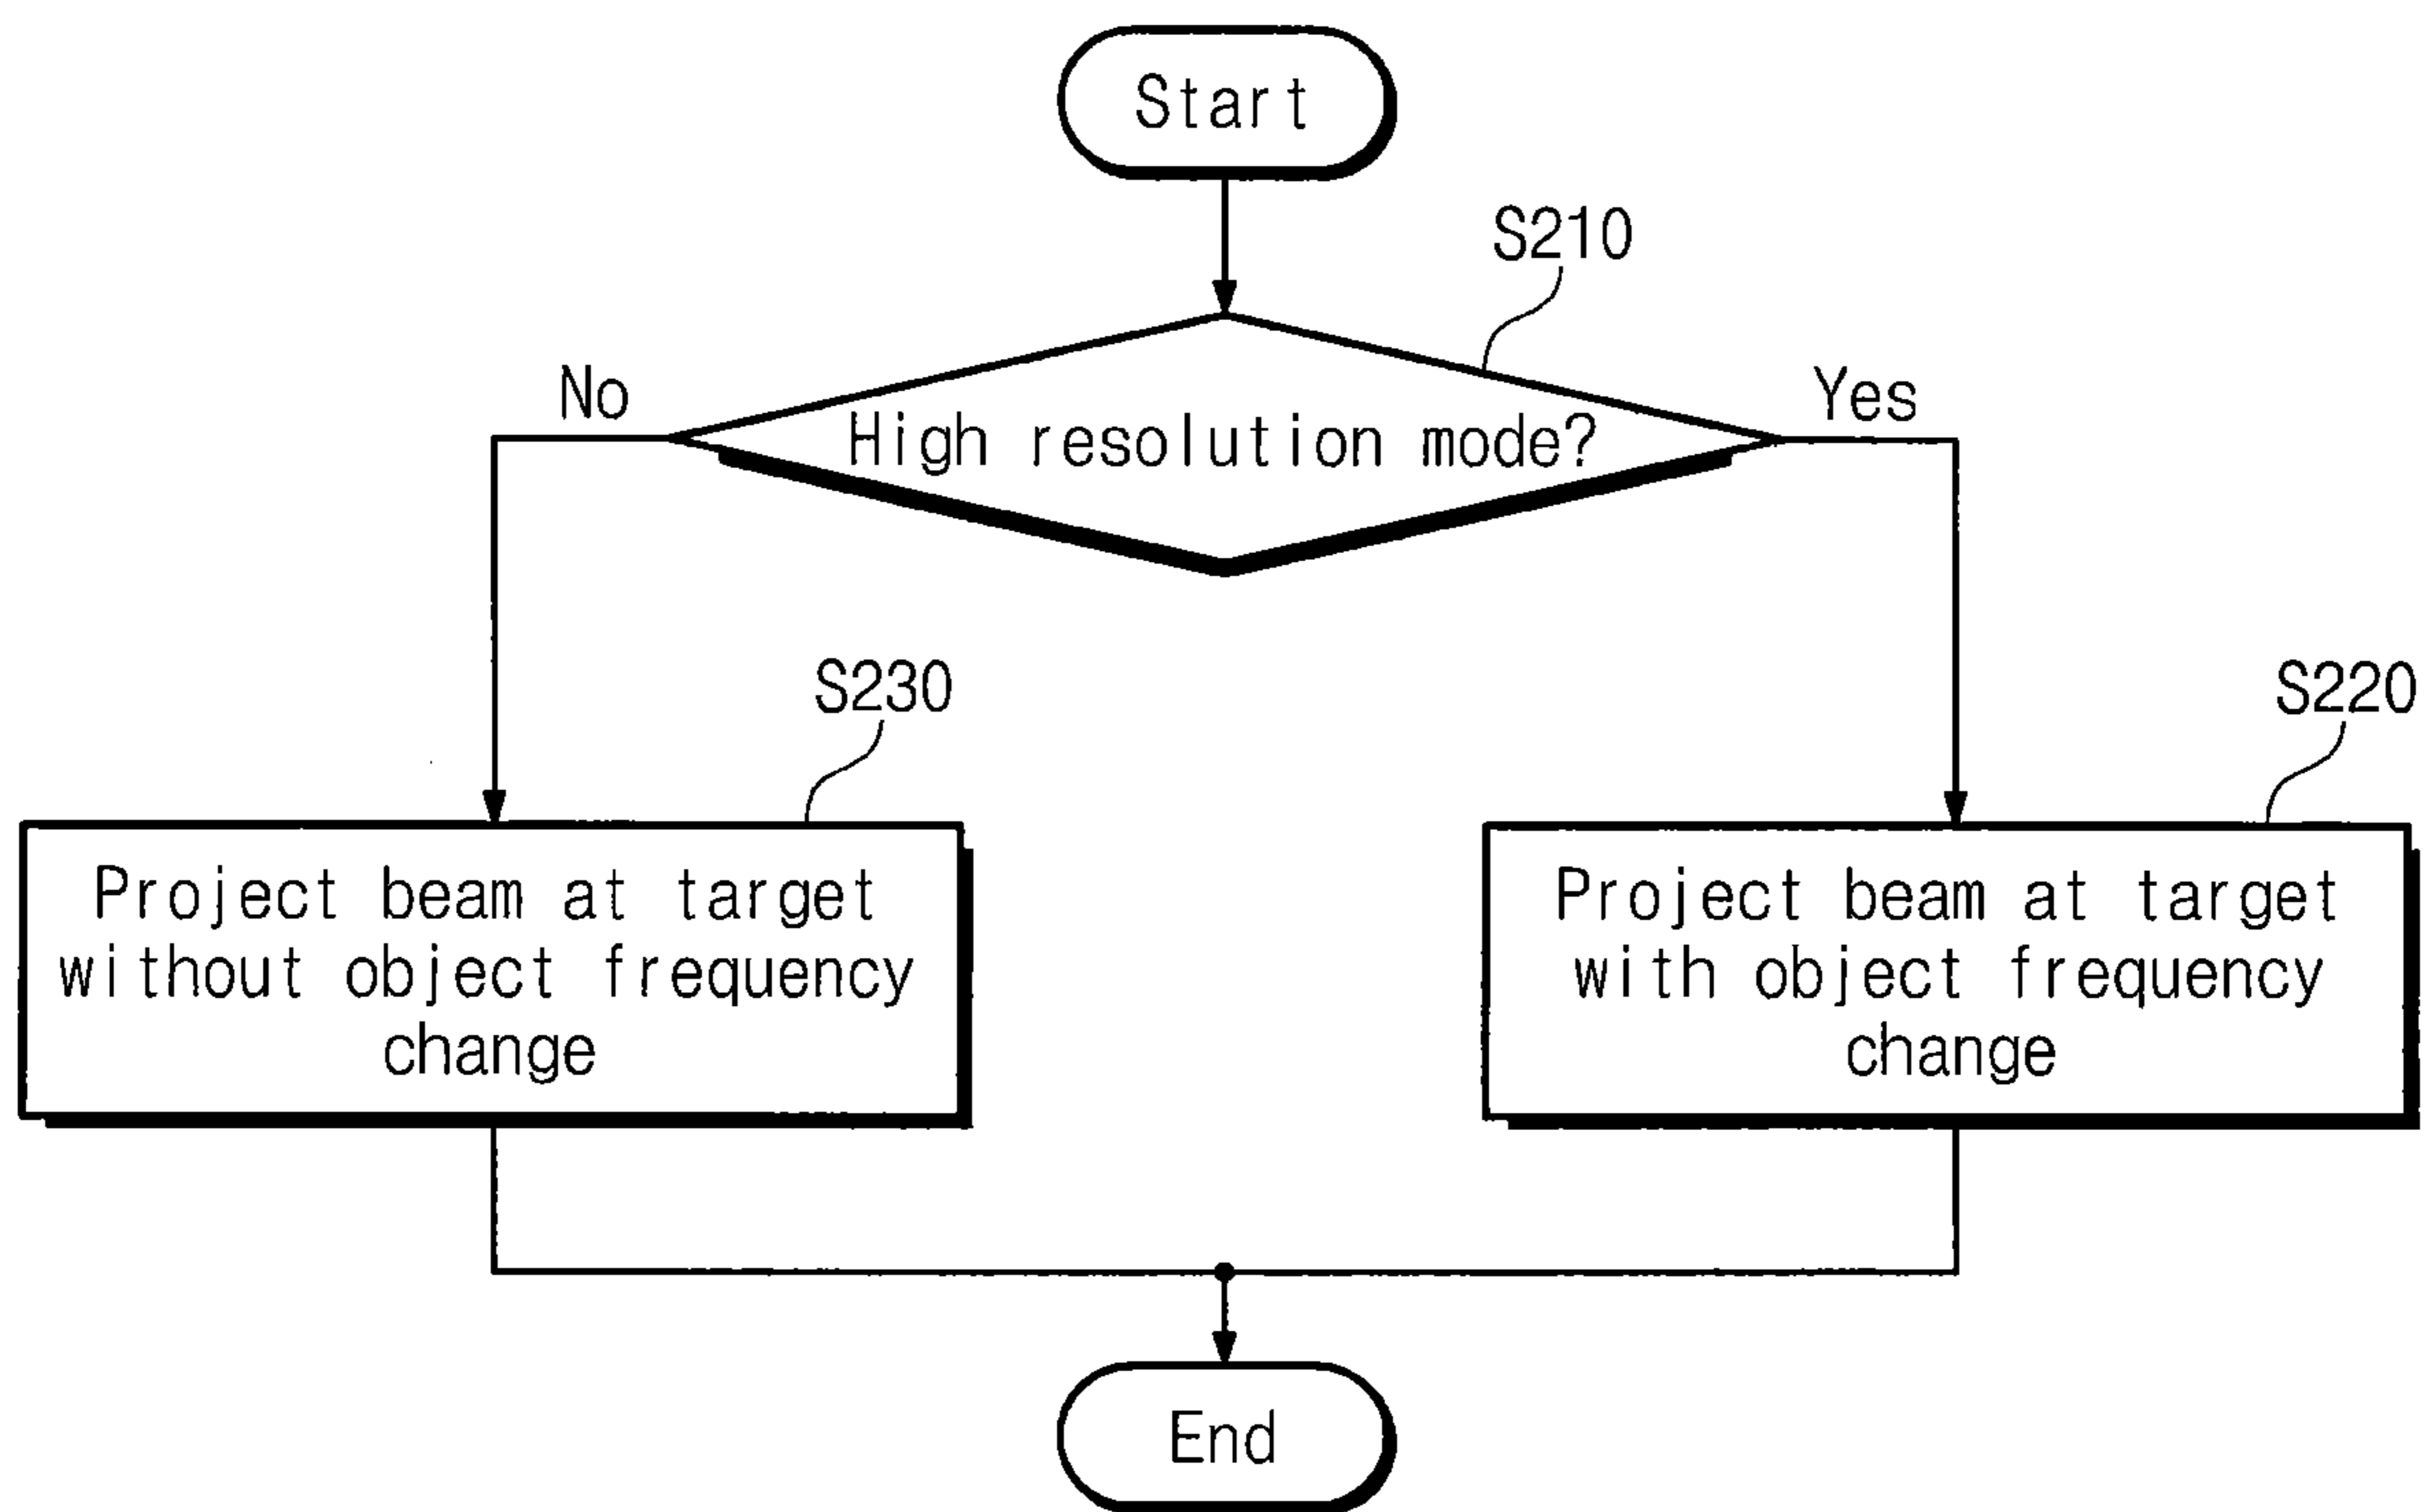 Start
S210
No
Yes
High resolution mode?
S230
S220
Project beam at target
without object frequency
change
Project beam at target
with object frequency
change
End